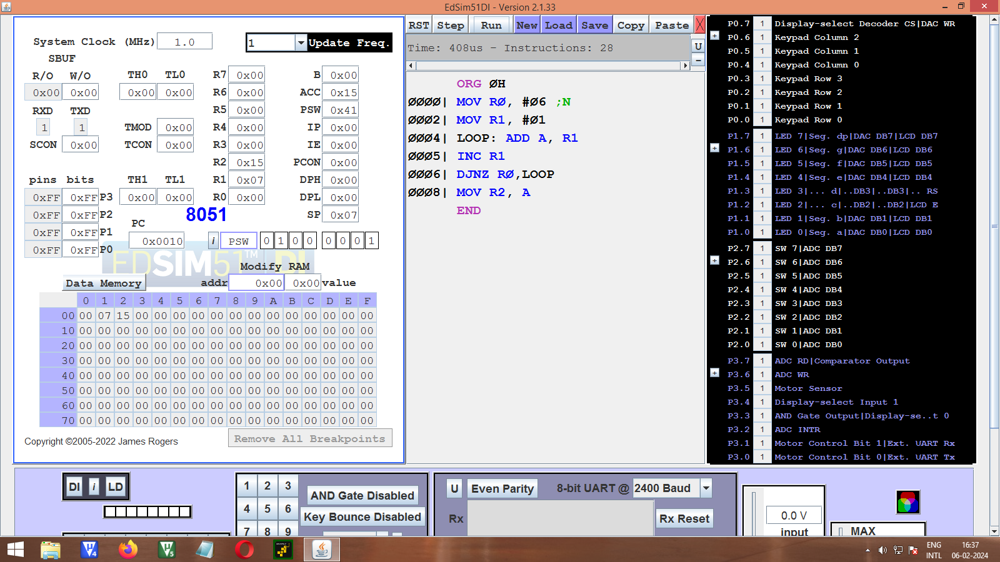 EdSim51DI - Version 2.1.33
System Clock (MHz) 1.0 1 Update Freq.
SBUF
R/O W/O TH0 TL0 R7 0x00 B 0x00
0x00 0x00 0x00 0x00 R6 0x00 ACC 0x15
RXD TXD R5 0x00 PSW 0x41
1 1 TMOD 0x00 R4 0x00 IP 0x00
SCON 0x00 TCON 0x00 R3 0x00 IE 0x00
R2 0x15 PCON 0x00
pins bits TH1 TL1 R1 0x07 DPH 0x00
0xFF 0xFF P3 0x00 0x00 R0 0x00 DPL 0x00
0xFF 0xFF P2 8051 SP 0x07
0xFF 0xFF P1 PC
0xFF 0xFF P0 0x0010 i PSW 0 1 0 0 0 0 0 1
EDSIM51™ DI
Modify RAM
Data Memory addr 0x00 0x00 value
0 1 2 3 4 5 6 7 8 9 A B C D E F
00 00 07 15 00 00 00 00 00 00 00 00 00 00 00 00 00
10 00 00 00 00 00 00 00 00 00 00 00 00 00 00 00 00
20 00 00 00 00 00 00 00 00 00 00 00 00 00 00 00 00
30 00 00 00 00 00 00 00 00 00 00 00 00 00 00 00 00
40 00 00 00 00 00 00 00 00 00 00 00 00 00 00 00 00
50 00 00 00 00 00 00 00 00 00 00 00 00 00 00 00 00
60 00 00 00 00 00 00 00 00 00 00 00 00 00 00 00 00
70 00 00 00 00 00 00 00 00 00 00 00 00 00 00 00 00
Copyright ©2005-2022 James Rogers Remove All Breakpoints
RST Step Run New Load Save Copy Paste X
Time: 408us - Instructions: 28 U
-
ORG 0H
0000| MOV R0, #06 ;N
0002| MOV R1, #01
0004| LOOP: ADD A, R1
0005| INC R1
0006| DJNZ R0,LOOP
0008| MOV R2, A
END
P0.7 1 Display-select Decoder CS|DAC WR
+ P0.6 1 Keypad Column 2
P0.5 1 Keypad Column 1
P0.4 1 Keypad Column 0
P0.3 1 Keypad Row 3
P0.2 1 Keypad Row 2
P0.1 1 Keypad Row 1
P0.0 1 Keypad Row 0
P1.7 1 LED 7|Seg. dp|DAC DB7|LCD DB7
+ P1.6 1 LED 6|Seg. g|DAC DB6|LCD DB6
P1.5 1 LED 5|Seg. f|DAC DB5|LCD DB5
P1.4 1 LED 4|Seg. e|DAC DB4|LCD DB4
P1.3 1 LED 3|... d|..DB3|..DB3|.. RS
P1.2 1 LED 2|... c|..DB2|..DB2|LCD E
P1.1 1 LED 1|Seg. b|DAC DB1|LCD DB1
P1.0 1 LED 0|Seg. a|DAC DB0|LCD DB0
P2.7 1 SW 7|ADC DB7
+ P2.6 1 SW 6|ADC DB6
P2.5 1 SW 5|ADC DB5
P2.4 1 SW 4|ADC DB4
P2.3 1 SW 3|ADC DB3
P2.2 1 SW 2|ADC DB2
P2.1 1 SW 1|ADC DB1
P2.0 1 SW 0|ADC DB0
P3.7 1 ADC RD|Comparator Output
+ P3.6 1 ADC WR
P3.5 1 Motor Sensor
P3.4 1 Display-select Input 1
P3.3 1 AND Gate Output|Display-se..t 0
P3.2 1 ADC INTR
P3.1 1 Motor Control Bit 1|Ext. UART Rx
P3.0 1 Motor Control Bit 0|Ext. UART Tx
DI i LD
1 2 3
4 5 6
7 8 9
AND Gate Disabled
Key Bounce Disabled
U Even Parity 8-bit UART @ 2400 Baud
Rx Rx Reset
0.0 V
input
MAX
ENG 16:37
INTL 06-02-2024